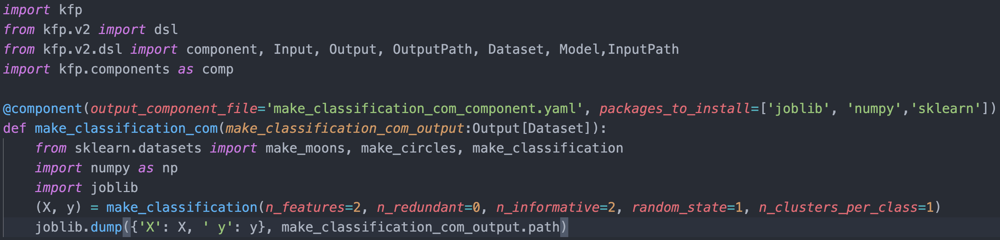 import kfp
from kfp.v2 import dsl
from kfp.v2.dsl import component, Input, Output, OutputPath, Dataset, Model,InputPath
import kfp.components as comp

@component(output_component_file='make_classification_com_component.yaml', packages_to_install=['joblib', 'numpy','sklearn'])
def make_classification_com(make_classification_com_output:Output[Dataset]):
    from sklearn.datasets import make_moons, make_circles, make_classification
    import numpy as np
    import joblib
    (X, y) = make_classification(n_features=2, n_redundant=0, n_informative=2, random_state=1, n_clusters_per_class=1)
    joblib.dump({'X': X, ' y': y}, make_classification_com_output.path)